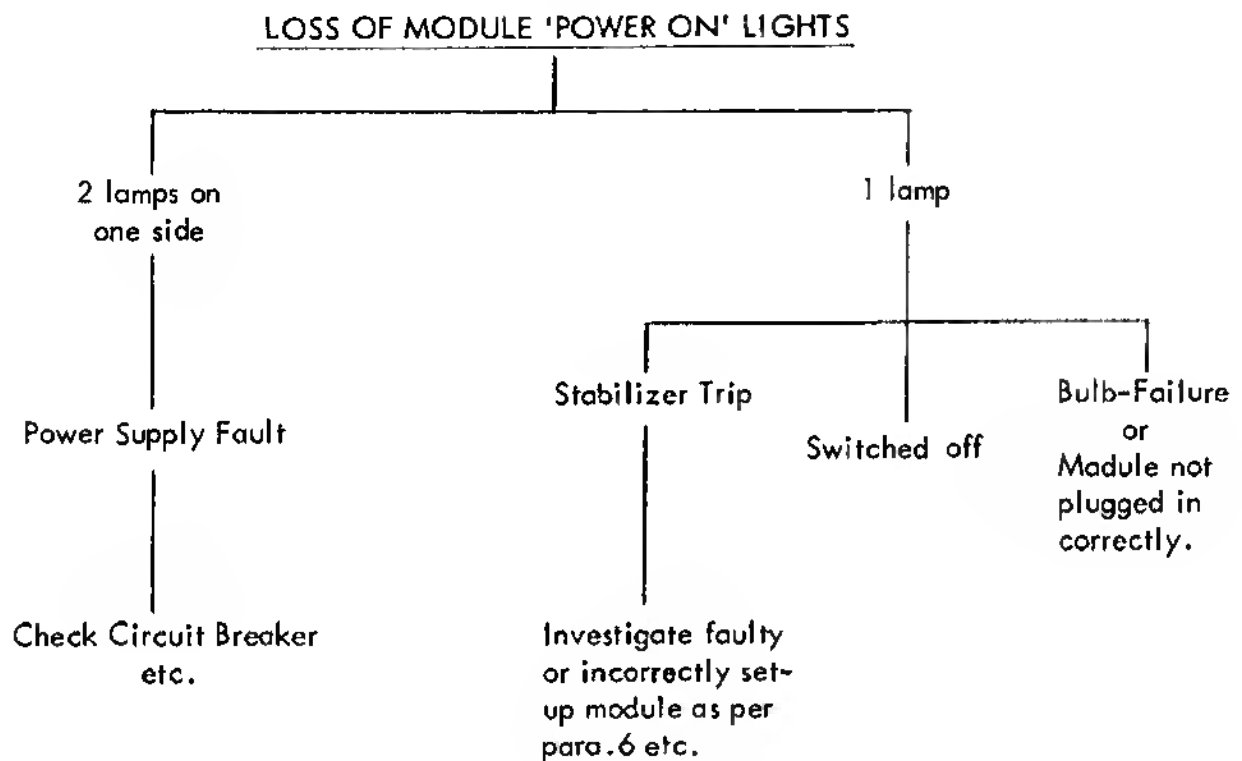 LOSS OF MODULE 'POWER ON' LIGHTS
2 lamps on
one side
1 lamp
Power Supply Fault
Stabilizer Trip
Switched off
Bulb-Failure
or
Madule not
plugged in
correctly.
Check Circuit Breaker
etc.
Investigate faulty
or incorrectly set-
up module as per
para.6 etc.